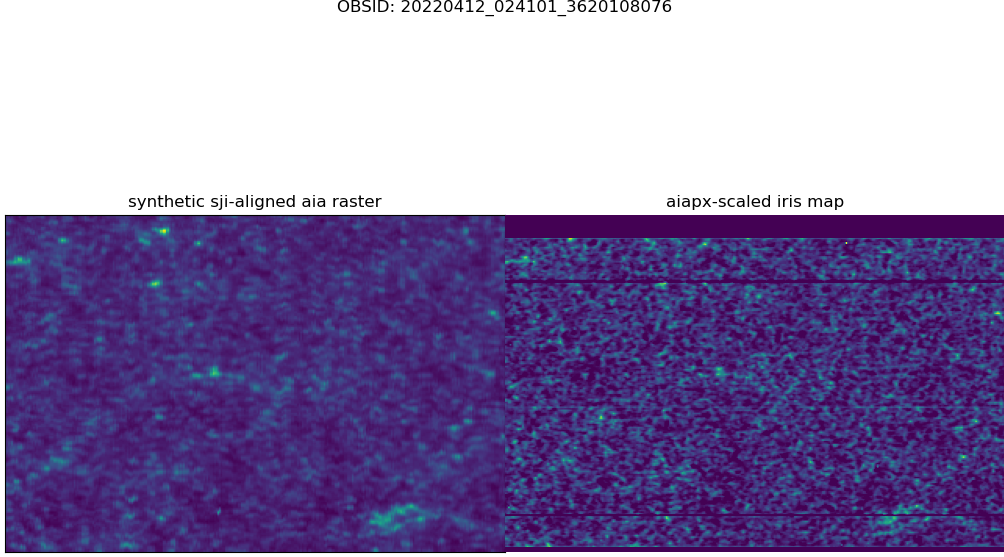 OBSID: 20220412_024101_3620108076
synthetic sji-aligned aia raster
aiapx-scaled iris map